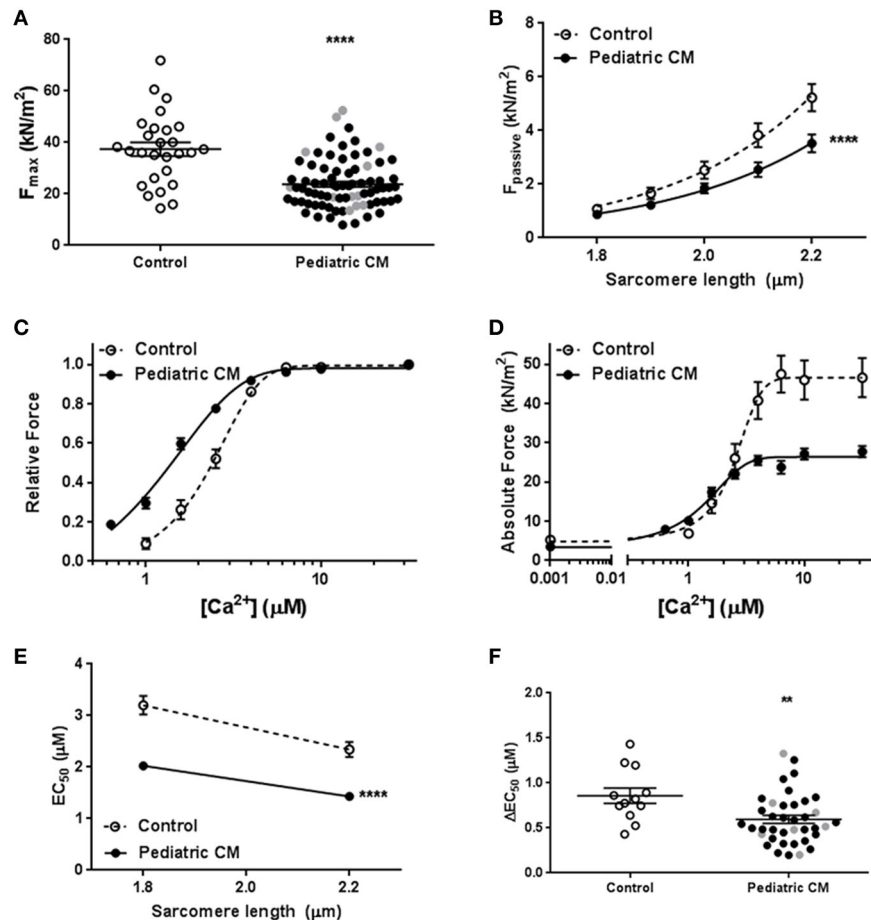 A
F_max (kN/m²)
80
60
40
20
0
****
Control
Pediatric CM
B
Control
Pediatric CM
F_passive (kN/m²)
8
6
4
2
0
****
1.8
2.0
2.2
Sarcomere length (μm)
C
Control
Pediatric CM
Relative Force
1.0
0.8
0.6
0.4
0.2
0.0
1
10
[Ca²⁺] (μM)
D
Control
Pediatric CM
Absolute Force (kN/m²)
50
40
30
20
10
0
0.001
0.01
1
10
[Ca²⁺] (μM)
E
EC₅₀ (μM)
4
3
2
1
0
****
Control
Pediatric CM
1.8
2.0
2.2
Sarcomere length (μm)
F
ΔEC₅₀ (μM)
2.0
1.5
1.0
0.5
0.0
**
Control
Pediatric CM